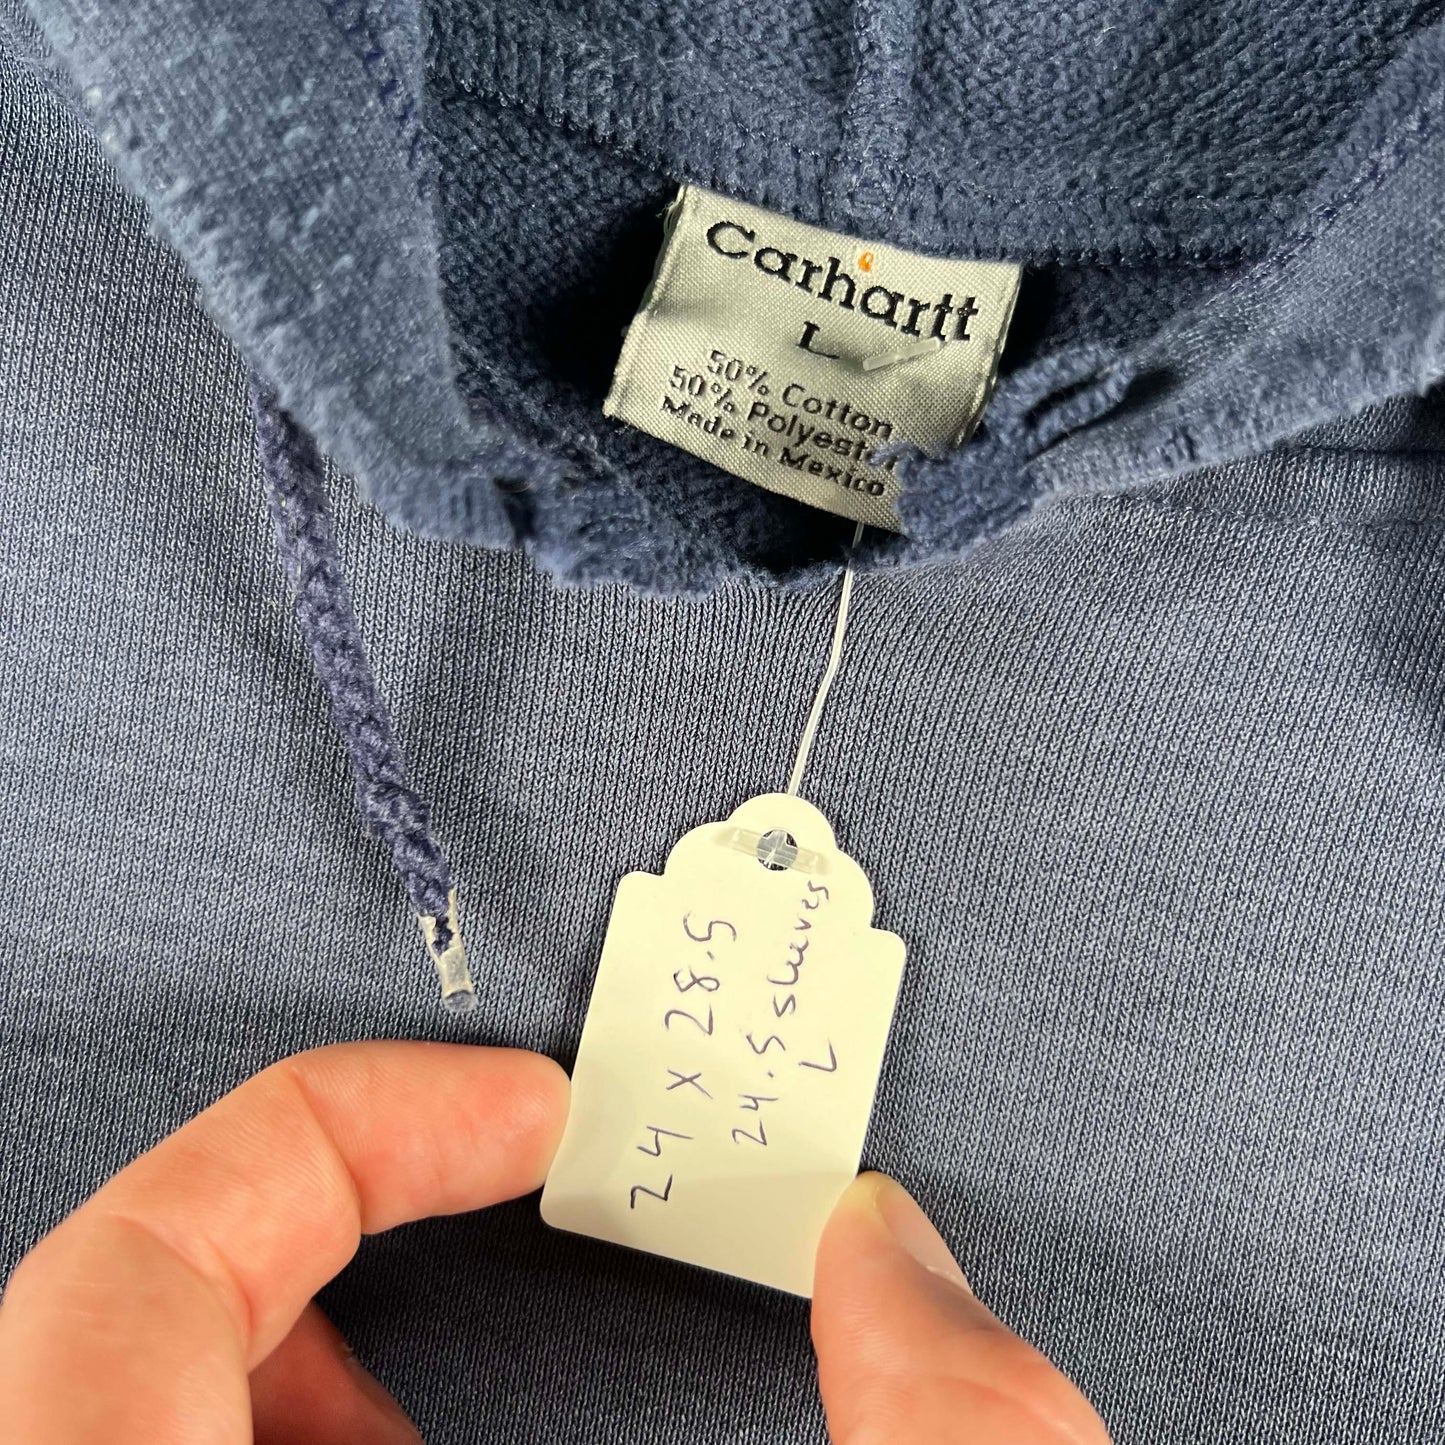 Carhartt
L
50% Cotton
50% Polyester
Made in Mexico
24 x 28.5
24.5 sleeves
L